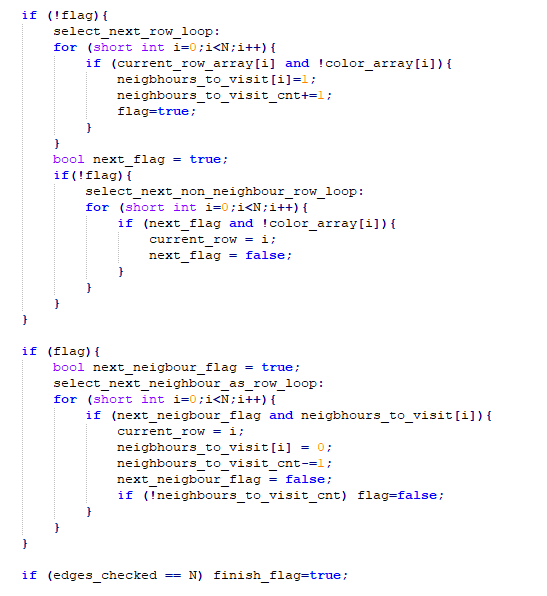 if (!flag){
select_next_row_loop:
for (short int i=0;i<N;i++){
if (current_row_array[i] and !color_array[i]){
neigbhours_to_visit[i]=1;
neighbours_to_visit_cnt+=1;
flag=true;
}
}
bool next_flag = true;
if(!flag){
select_next_non_neighbour_row_loop:
for (short int i=0;i<N;i++){
if (next_flag and !color_array[i]){
current_row = i;
next_flag = false;
}
}
}
}
if (flag){
bool next_neigbour_flag = true;
select_next_neighbour_as_row_loop:
for (short int i=0;i<N;i++){
if (next_neigbour_flag and neigbhours_to_visit[i]){
current_row = i;
neigbhours_to_visit[i] = 0;
neighbours_to_visit_cnt-=1;
next_neigbour_flag = false;
if (!neighbours_to_visit_cnt) flag=false;
}
}
}
if (edges_checked == N) finish_flag=true;